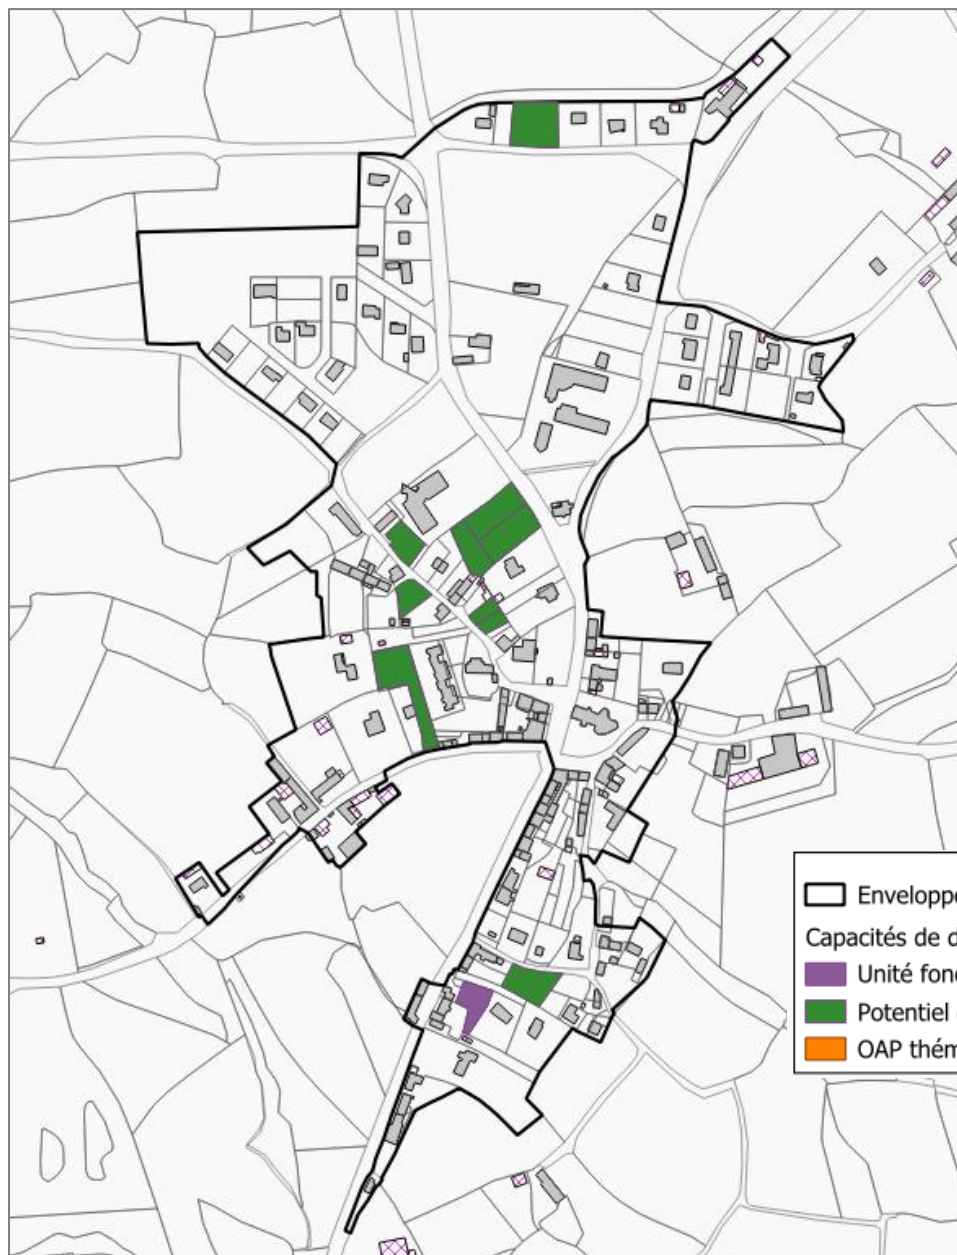 Enveloppe
Capacités de d
Unité fonc
Potentiel
OAP thém